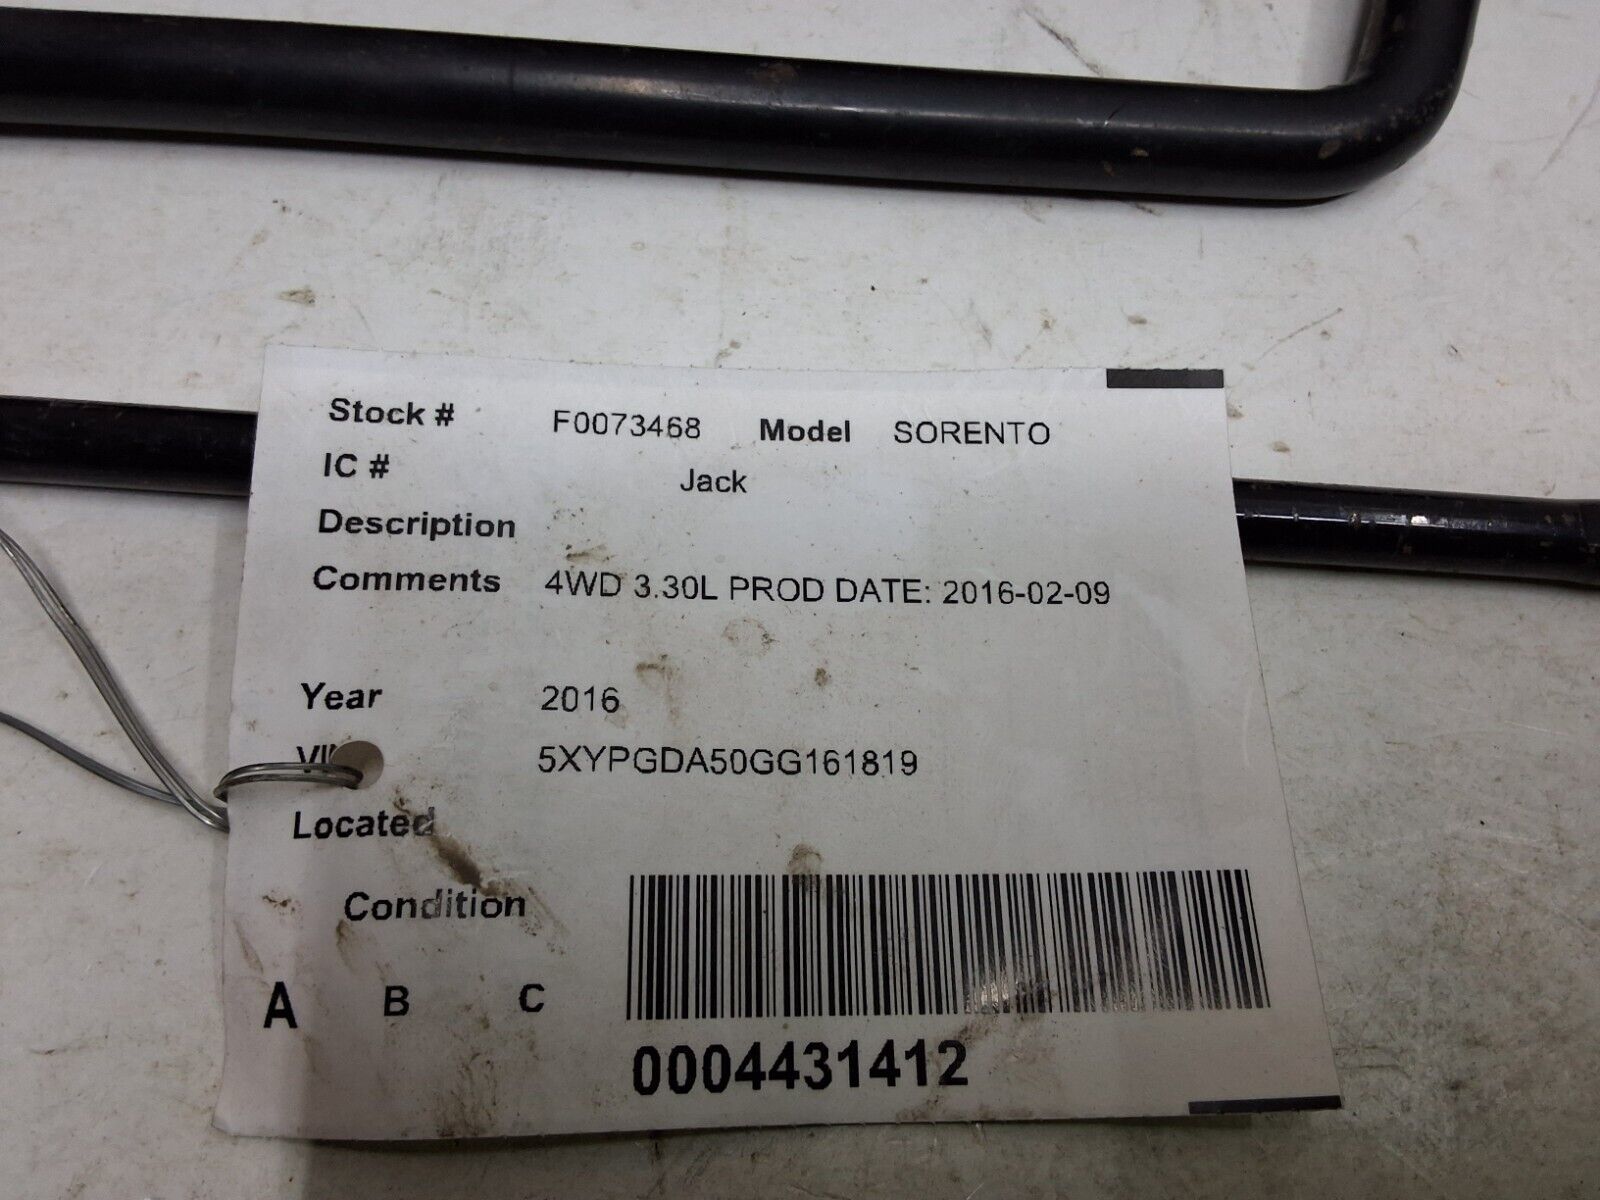 Stock # F0073468 Model SORENTO
IC # Jack
Description
Comments 4WD 3.30L PROD DATE: 2016-02-09
Year 2016
5XYPGDA50GG161819
Located
Condition
A B C
0004431412